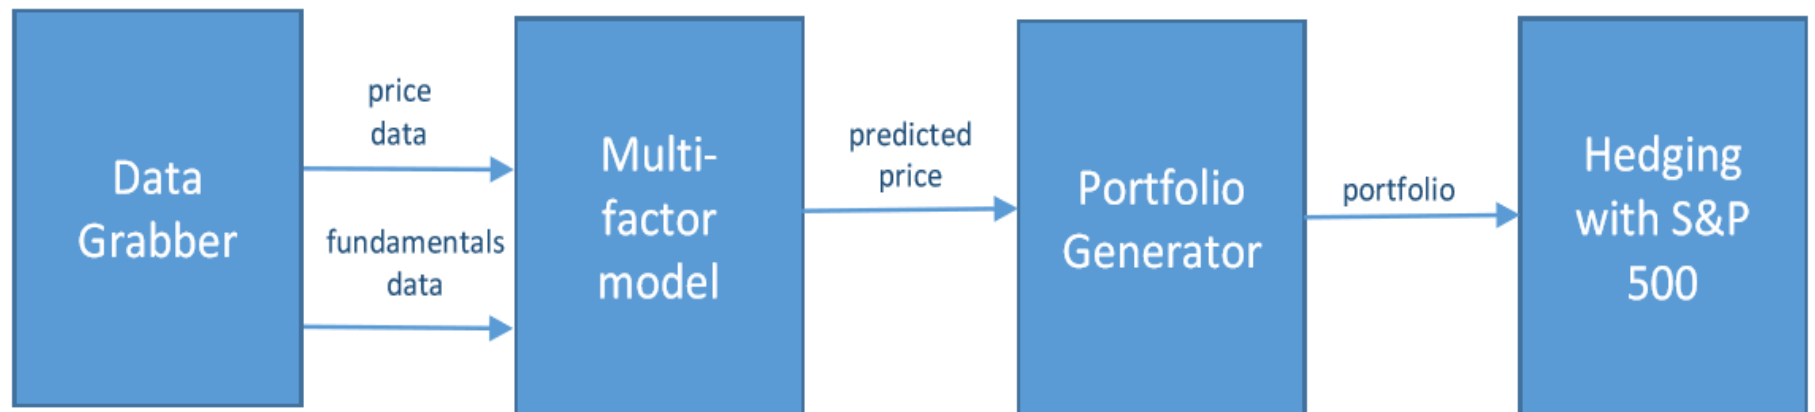 Data
Grabber
price
data
fundamentals
data
Multi-
factor
model
predicted
price
Portfolio
Generator
portfolio
Hedging
with S&P
500